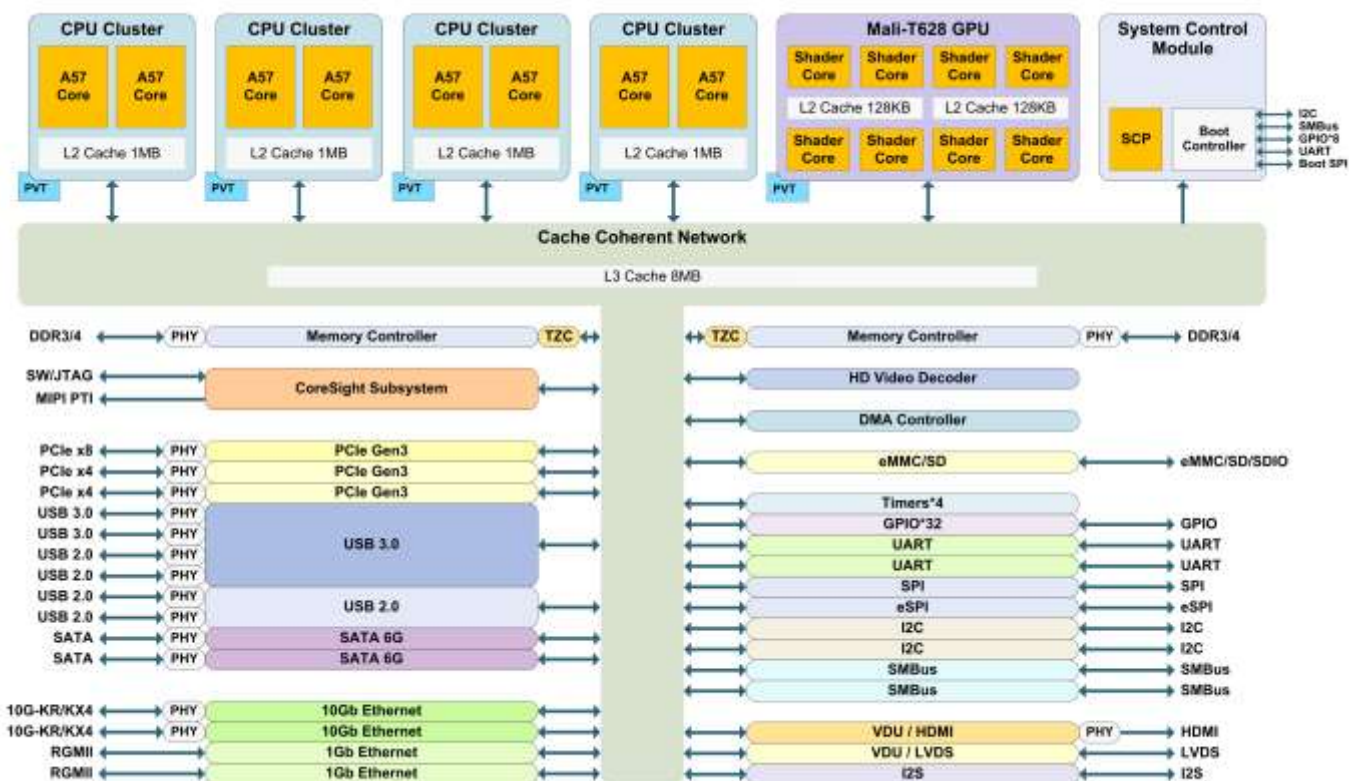 CPU Cluster
A57 Core
A57 Core
L2 Cache 1MB
PVT
CPU Cluster
A57 Core
A57 Core
L2 Cache 1MB
PVT
CPU Cluster
A57 Core
A57 Core
L2 Cache 1MB
PVT
CPU Cluster
A57 Core
A57 Core
L2 Cache 1MB
PVT
Mali-T628 GPU
Shader Core
Shader Core
Shader Core
Shader Core
L2 Cache 128KB
L2 Cache 128KB
Shader Core
Shader Core
Shader Core
Shader Core
PVT
System Control
Module
SCP
Boot
Controller
I2C
SMBus
GPIO*8
UART
Boot SPI
Cache Coherent Network
L3 Cache 8MB
DDR3/4 PHY Memory Controller TZC
SW/JTAG
MIPI PTI
CoreSight Subsystem
PCIe x8 PHY PCIe Gen3
PCIe x4 PHY PCIe Gen3
PCIe x4 PHY PCIe Gen3
USB 3.0 PHY
USB 3.0 PHY
USB 2.0 PHY
USB 2.0 PHY
USB 3.0
USB 2.0 PHY
USB 2.0 PHY
USB 2.0
SATA PHY SATA 6G
SATA PHY SATA 6G
10G-KR/KX4 PHY 10Gb Ethernet
10G-KR/KX4 PHY 10Gb Ethernet
RGMII 1Gb Ethernet
RGMII 1Gb Ethernet
TZC Memory Controller PHY DDR3/4
HD Video Decoder
DMA Controller
eMMC/SD eMMC/SD/SDIO
Timers*4
GPIO*32 GPIO
UART UART
UART UART
SPI SPI
eSPI eSPI
I2C I2C
I2C I2C
SMBus SMBus
SMBus SMBus
VDU / HDMI PHY HDMI
VDU / LVDS LVDS
I2S I2S